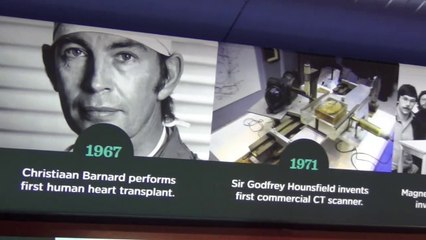 1967
Christiaan Barnard performs
first human heart transplant.
1971
Sir Godfrey Hounsfield invents
first commercial CT scanner.